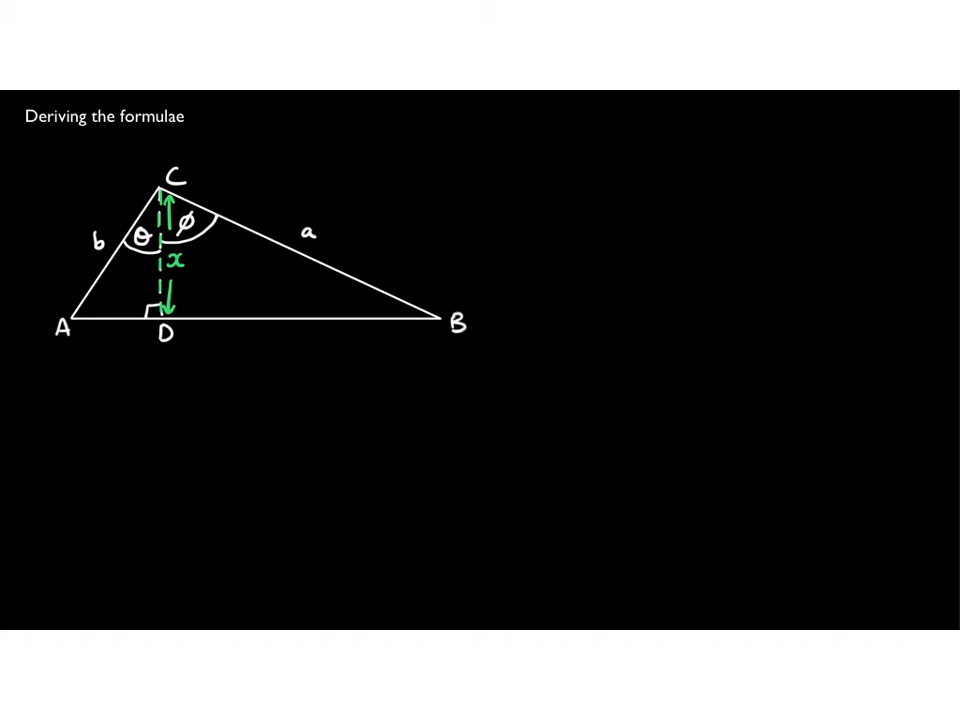 Deriving the formulae
C
b θ ϕ a
x
A D B